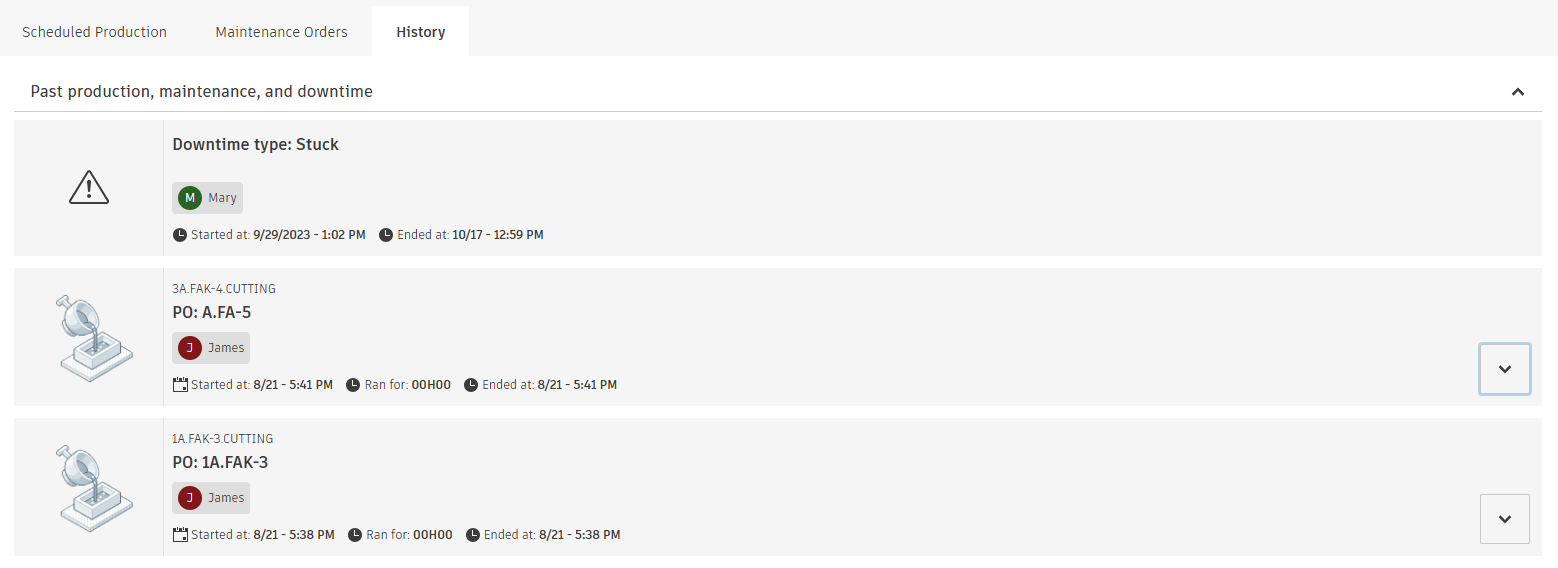 Scheduled Production Maintenance Orders History
Past production, maintenance, and downtime
Downtime type: Stuck
M Mary
Started at: 9/29/2023 - 1:02 PM Ended at: 10/17 - 12:59 PM
3A.FAK-4.CUTTING
PO: A.FA-5
J James
Started at: 8/21 - 5:41 PM Ran for: 00H00 Ended at: 8/21 - 5:41 PM
1A.FAK-3.CUTTING
PO: 1A.FAK-3
J James
Started at: 8/21 - 5:38 PM Ran for: 00H00 Ended at: 8/21 - 5:38 PM